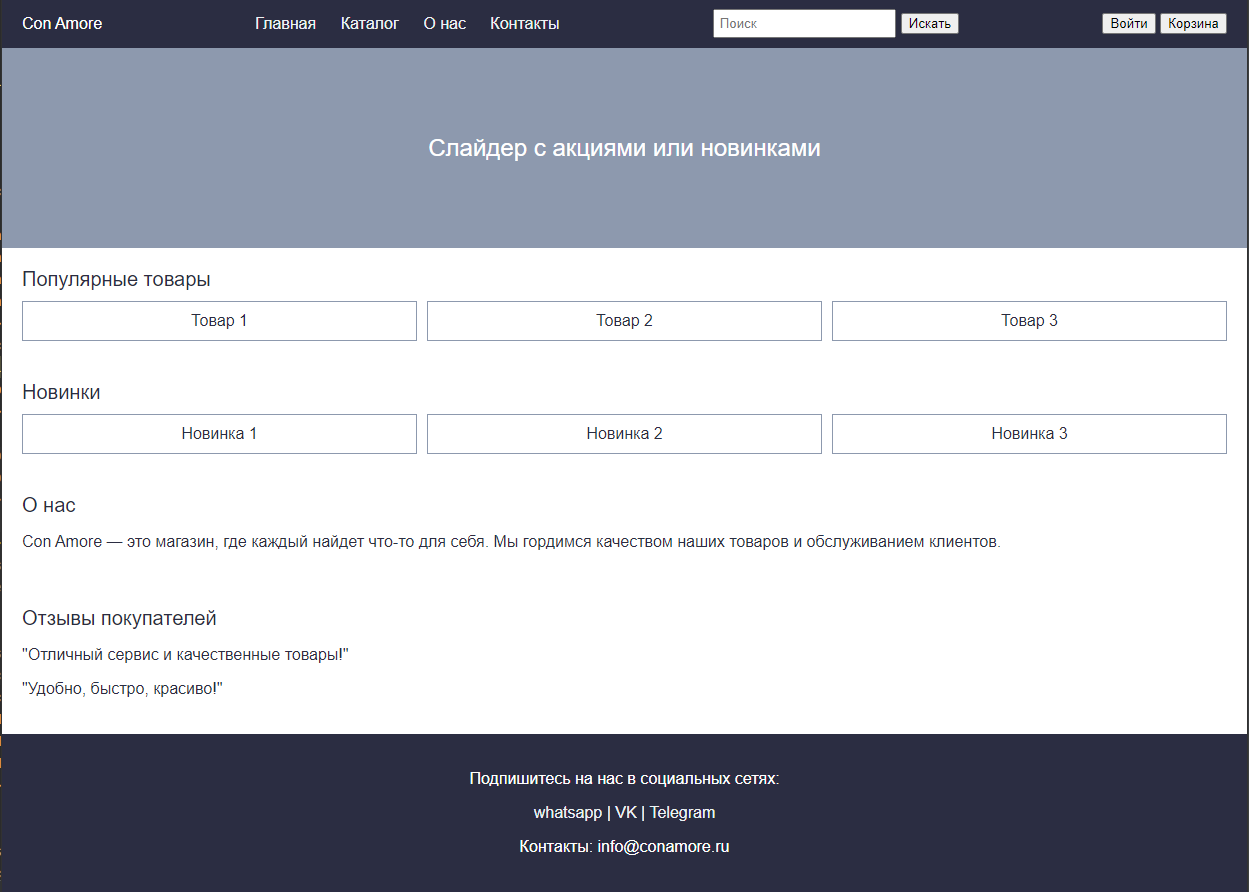 Con Amore Главная Каталог О нас Контакты Поиск Искать Войти Корзина
Слайдер с акциями или новинками
Популярные товары
Товар 1 Товар 2 Товар 3
Новинки
Новинка 1 Новинка 2 Новинка 3
О нас
Con Amore — это магазин, где каждый найдет что-то для себя. Мы гордимся качеством наших товаров и обслуживанием клиентов.
Отзывы покупателей
"Отличный сервис и качественные товары!"
"Удобно, быстро, красиво!"
Подпишитесь на нас в социальных сетях:
whatsapp | VK | Telegram
Контакты: info@conamore.ru